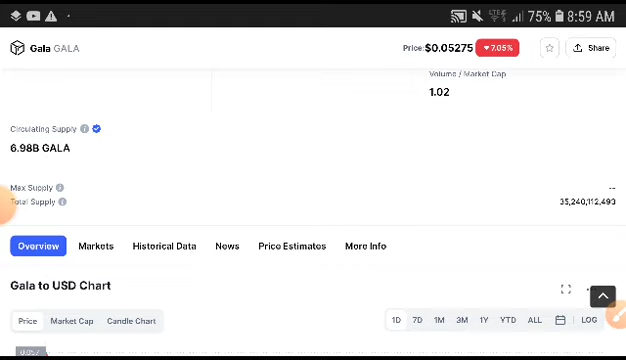 75% 8:59 AM
Gala GALA Price:$0.05275 ▾7.05% Share
Volume / Market Cap
1.02
Circulating Supply
6.98B GALA
Max Supply --
Total Supply 35,240,112,493
Overview Markets Historical Data News Price Estimates More Info
Gala to USD Chart
Price Market Cap Candle Chart 1D 7D 1M 3M 1Y YTD ALL LOG
0.057